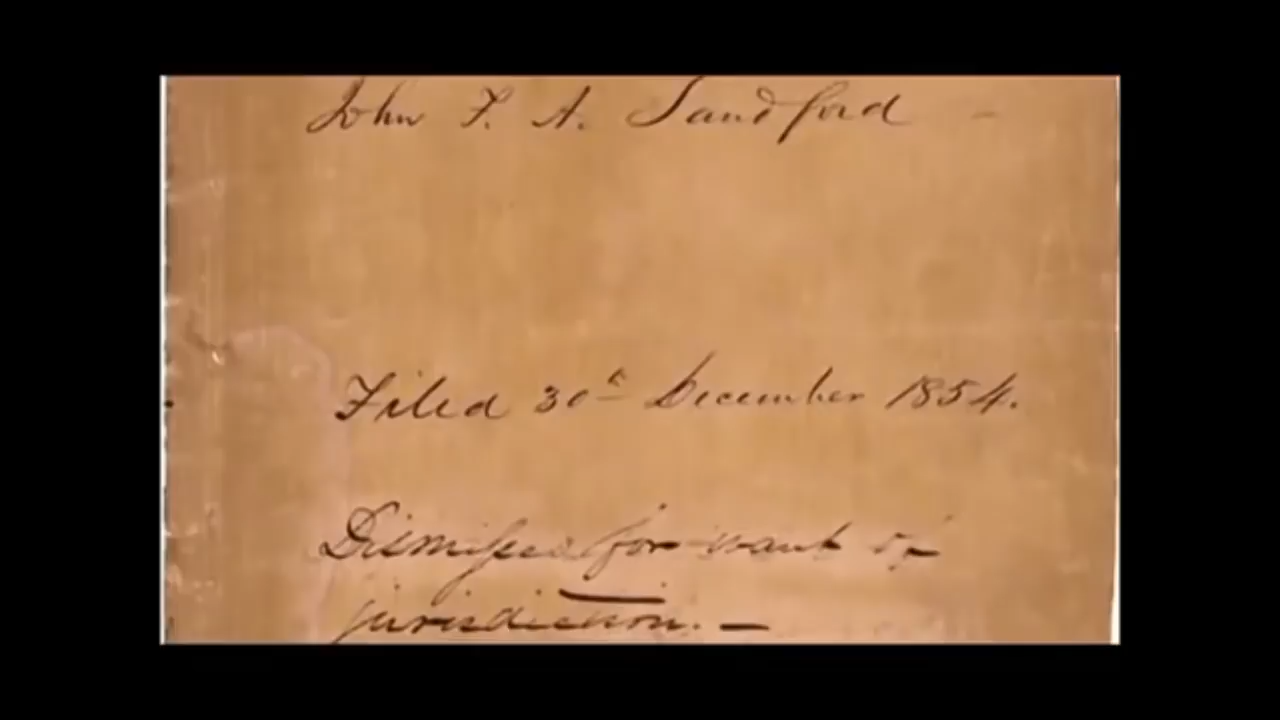 John F. A. Sandford -
Filed 30th December 1854.
Dismissed for want of
jurisdiction. -